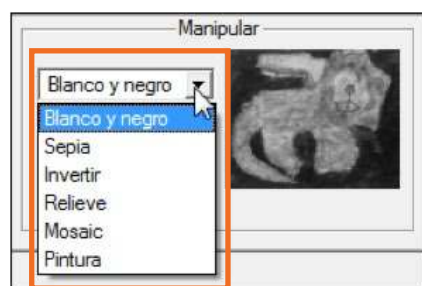 Manipular
Blanco y negro
Blanco y negro
Sepia
Invertir
Relieve
Mosaic
Pintura